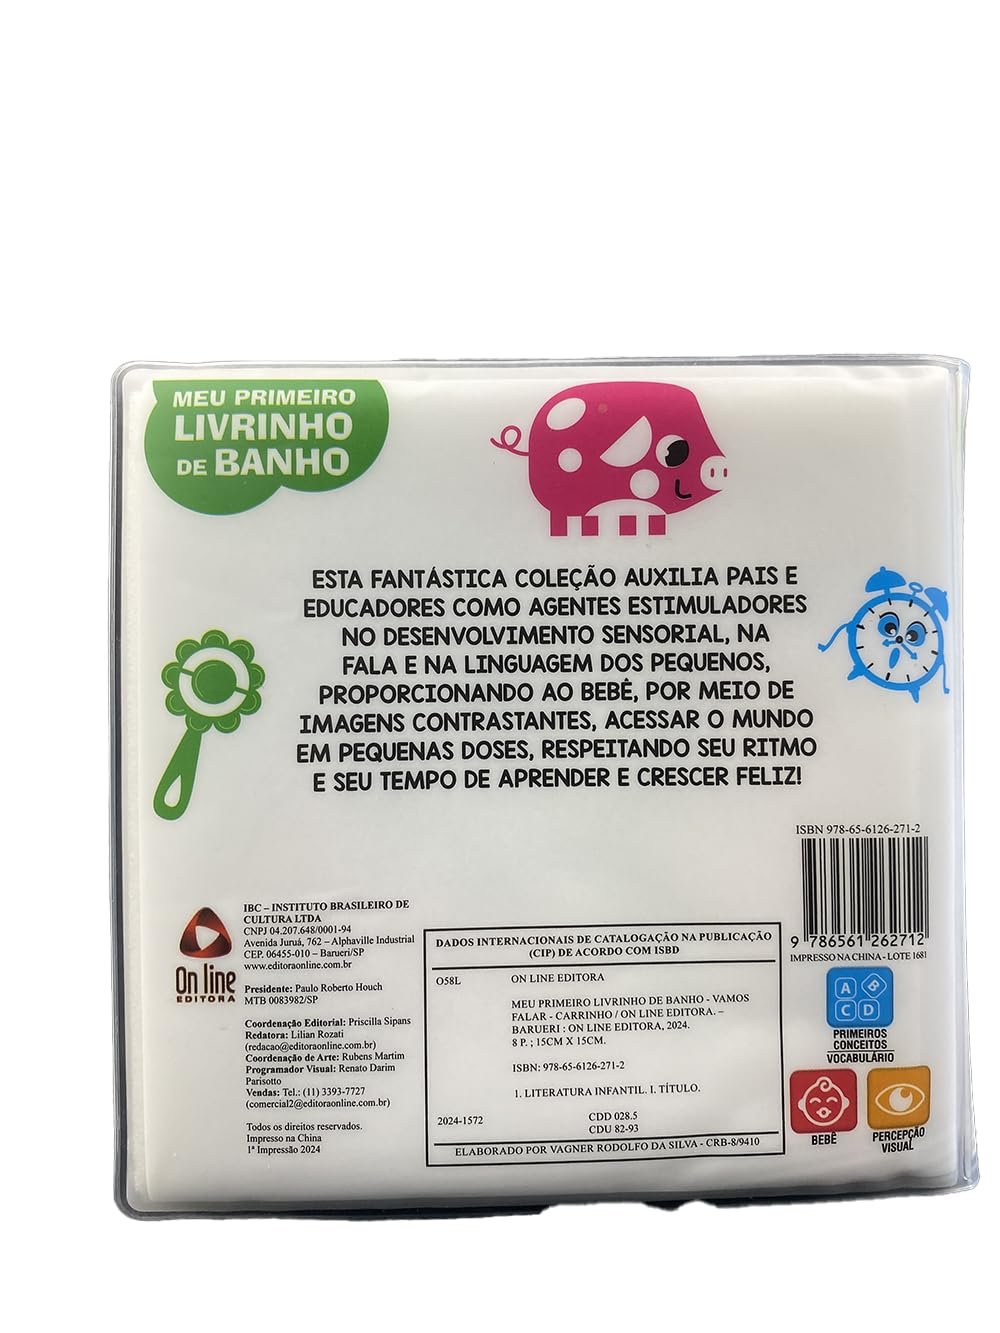 MEU PRIMEIRO
LIVRINHO
DE BANHO
ESTA FANTÁSTICA COLEÇÃO AUXILIA PAIS E
EDUCADORES COMO AGENTES ESTIMULADORES
NO DESENVOLVIMENTO SENSORIAL, NA
FALA E NA LINGUAGEM DOS PEQUENOS,
PROPORCIONANDO AO BEBÊ, POR MEIO DE
IMAGENS CONTRASTANTES, ACESSAR O MUNDO
EM PEQUENAS DOSES, RESPEITANDO SEU RITMO
E SEU TEMPO DE APRENDER E CRESCER FELIZ!
ISBN 978-65-6126-271-2
9 786561 262712
IMPRESSO NA CHINA - LOTE 1681
On line
EDITORA
IBC – INSTITUTO BRASILEIRO DE
CULTURA LTDA
CNPJ 04.207.648/0001-94
Avenida Juruá, 762 – Alphaville Industrial
CEP. 06455-010 – Barueri/SP
www.editoraonline.com.br
Presidente: Paulo Roberto Houch
MTB 0083982/SP
Coordenação Editorial: Priscilla Sipans
Redatora: Lilian Rozati
(redacao@editoraonline.com.br)
Coordenação de Arte: Rubens Martim
Programador Visual: Renato Darim
Parisotto
Vendas: Tel.: (11) 3393-7727
(comercial2@editoraonline.com.br)
Todos os direitos reservados.
Impresso na China
1ª Impressão 2024
DADOS INTERNACIONAIS DE CATALOGAÇÃO NA PUBLICAÇÃO
(CIP) DE ACORDO COM ISBD
O58L ON LINE EDITORA
MEU PRIMEIRO LIVRINHO DE BANHO - VAMOS
FALAR - CARRINHO / ON LINE EDITORA. –
BARUERI : ON LINE EDITORA, 2024.
8 P. ; 15CM X 15CM.
ISBN: 978-65-6126-271-2
1. LITERATURA INFANTIL. I. TÍTULO.
2024-1572 CDD 028.5
CDU 82-93
ELABORADO POR VAGNER RODOLFO DA SILVA - CRB-8/9410
A B
C D
PRIMEIROS
CONCEITOS
VOCABULÁRIO
BEBÊ
PERCEPÇÃO
VISUAL